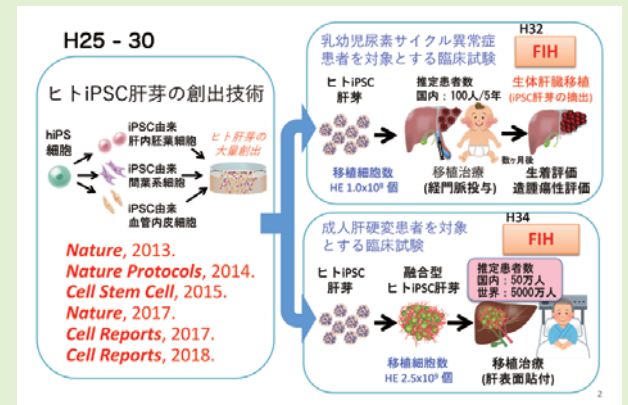 H25 - 30
ヒトiPSC肝芽の創出技術
hiPS
細胞
iPSC由来
肝内胚葉細胞
iPSC由来
間葉系細胞
iPSC由来
血管内皮細胞
ヒト肝芽の
大量創出
Nature, 2013.
Nature Protocols, 2014.
Cell Stem Cell, 2015.
Nature, 2017.
Cell Reports, 2017.
Cell Reports, 2018.
乳幼児尿素サイクル異常症
患者を対象とする臨床試験
H32
FIH
ヒトiPSC
肝芽
移植細胞数
HE 1.0x10⁸ 個
推定患者数
国内：100人/5年
移植治療
(経門脈投与)
数ヶ月後
生体肝臓移植
(iPSC肝芽の摘出)
生着評価
造腫瘍性評価
成人肝硬変患者を対象
とする臨床試験
H34
FIH
ヒトiPSC
肝芽
融合型
ヒトiPSC肝芽
移植細胞数
HE 2.5x10⁹ 個
推定患者数
国内：50万人
世界：5000万人
移植治療
(肝表面貼付)
2